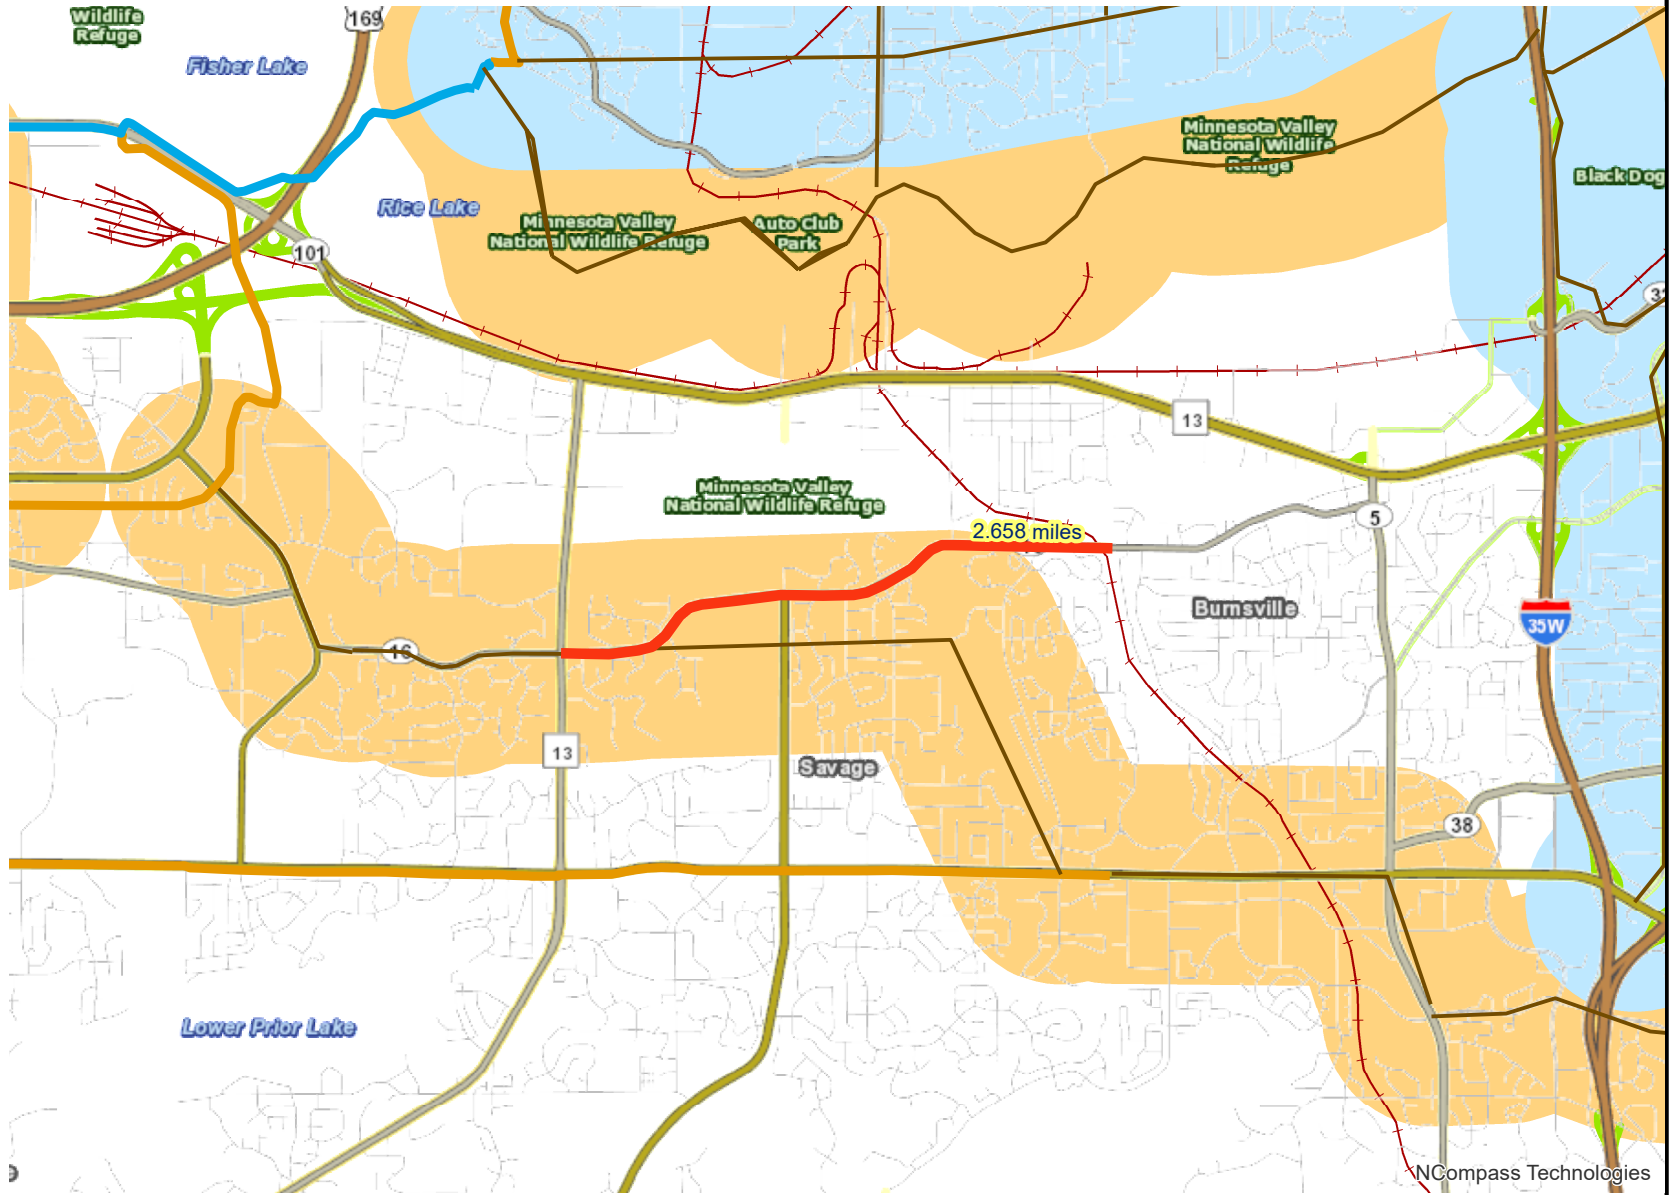 Wildlife
Refuge
169
Fisher Lake
Minnesota Valley
National Wildlife
Refuge
Black Dog
Rice Lake
Minnesota Valley
National Wildlife Refuge
Auto Club
Park
101
13
Minnesota Valley
National Wildlife Refuge
2.658 miles
5
Burnsville
35W
16
13
Savage
38
Lower Prior Lake
NCompass Technologies